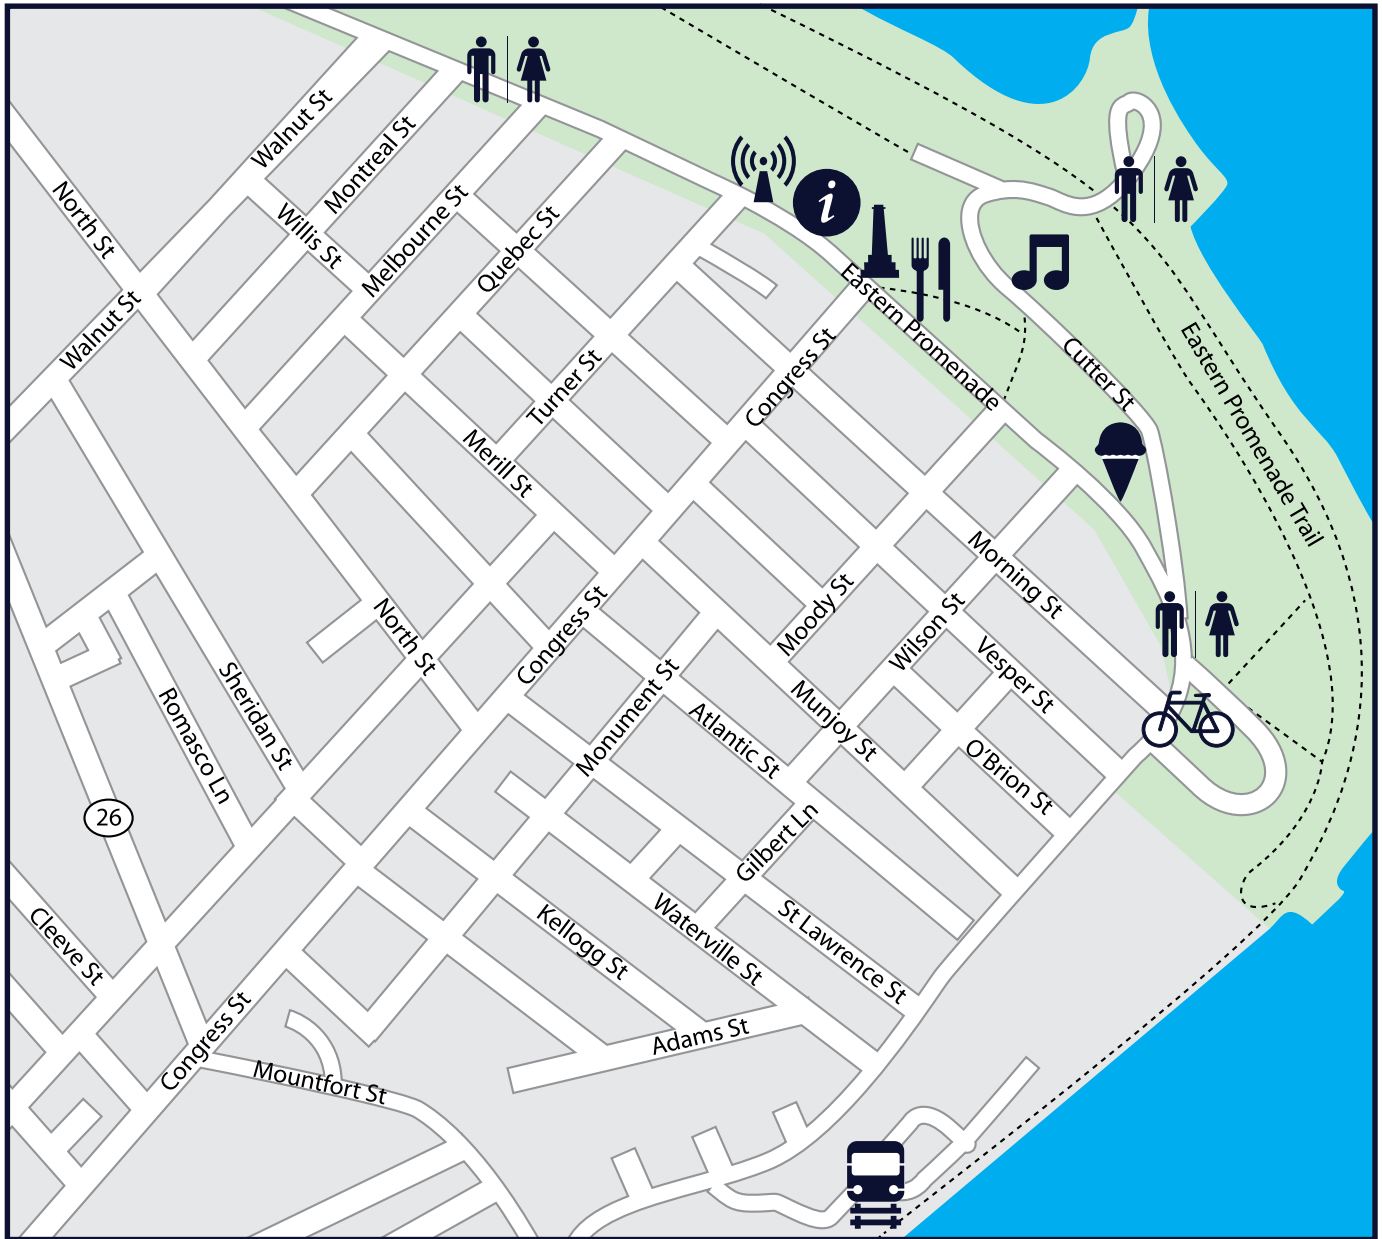 Walnut St
Montreal St
North St
Willis St
Melbourne St
Quebec St
i
Eastern Promenade
Walnut St
Turner St
Congress St
Cutter St
Eastern Promenade Trail
Merill St
Morning St
Moody St
Wilson St
North St
Congress St
Vesper St
Sheridan St
Romasco Ln
Monument St
Atlantic St
Munjoy St
O'Brion St
26
Gilbert Ln
Cleeve St
Kellogg St
Waterville St
St Lawrence St
Congress St
Adams St
Mountfort St